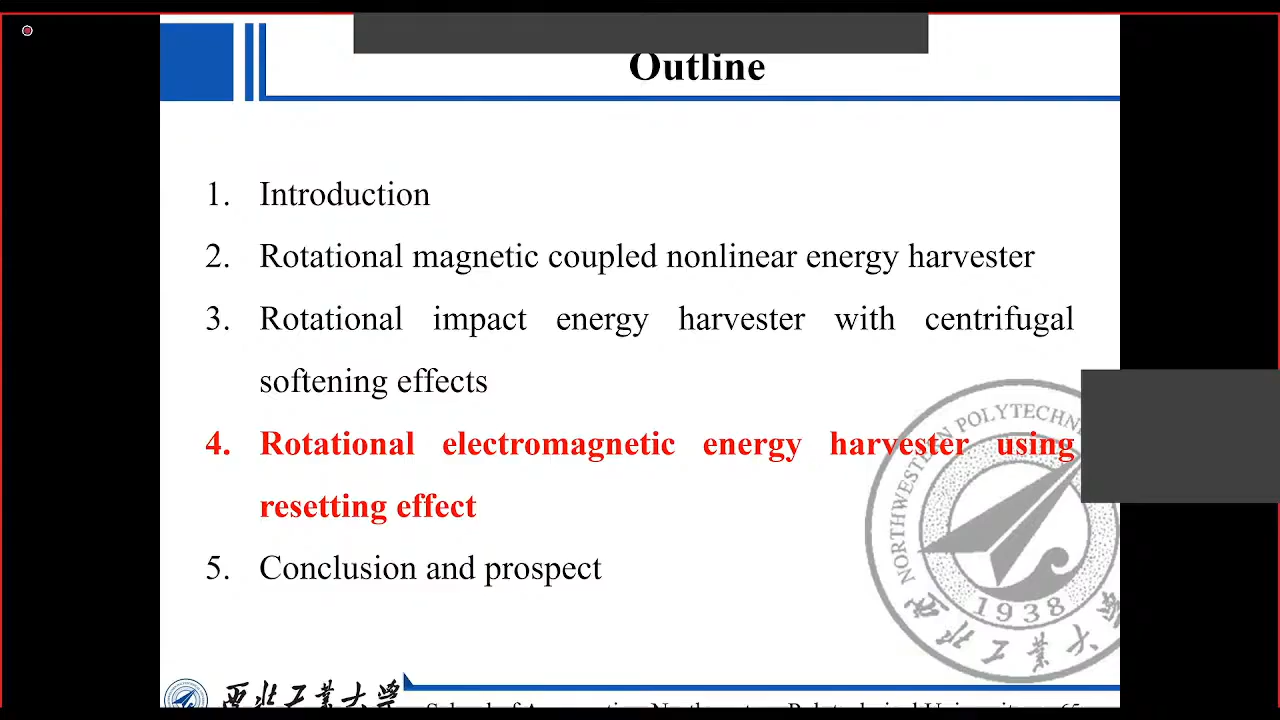 Outline
1. Introduction
2. Rotational magnetic coupled nonlinear energy harvester
3. Rotational impact energy harvester with centrifugal
softening effects
4. Rotational electromagnetic energy harvester using
resetting effect
5. Conclusion and prospect
NORTHWESTERN POLYTECHN
1938
西北工业大学